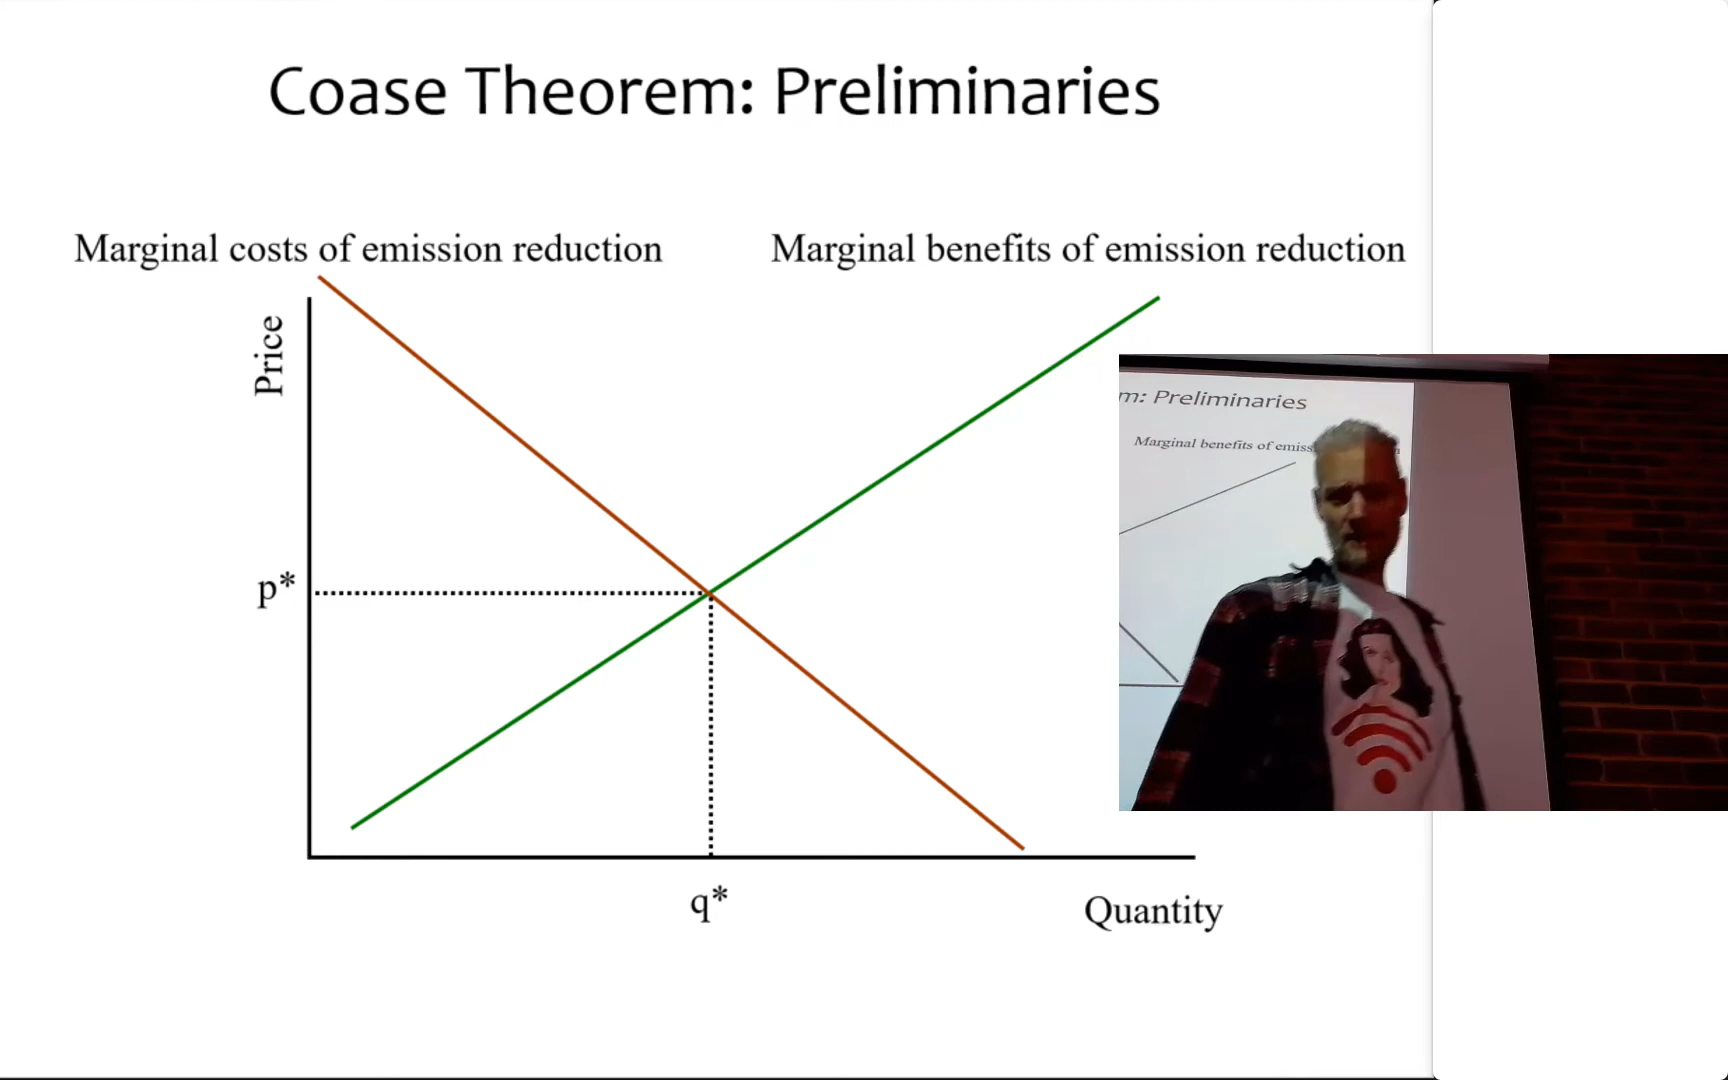 Coase Theorem: Preliminaries
Marginal costs of emission reduction
Marginal benefits of emission reduction
Price
p*
q*
Quantity
m: Preliminaries
Marginal benefits of emiss